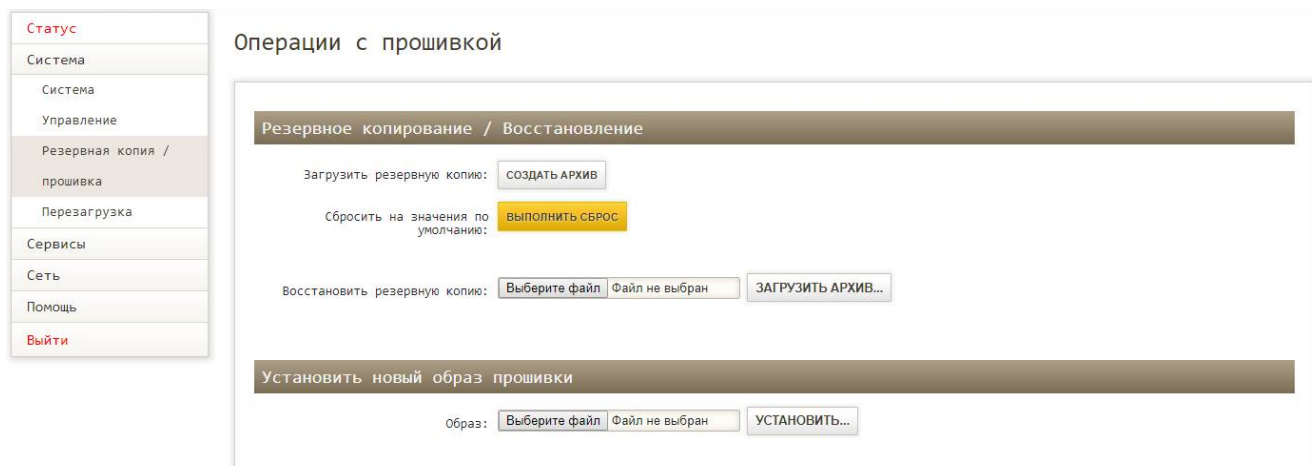 Статус
Система
Система
Управление
Резервная копия /
прошивка
Перезагрузка
Сервисы
Сеть
Помощь
Выйти
Операции с прошивкой
Резервное копирование / Восстановление
Загрузить резервную копию: СОЗДАТЬ АРХИВ
Сбросить на значения по
умолчанию: ВЫПОЛНИТЬ СБРОС
Восстановить резервную копию: Выберите файл Файл не выбран ЗАГРУЗИТЬ АРХИВ...
Установить новый образ прошивки
Образ: Выберите файл Файл не выбран УСТАНОВИТЬ...